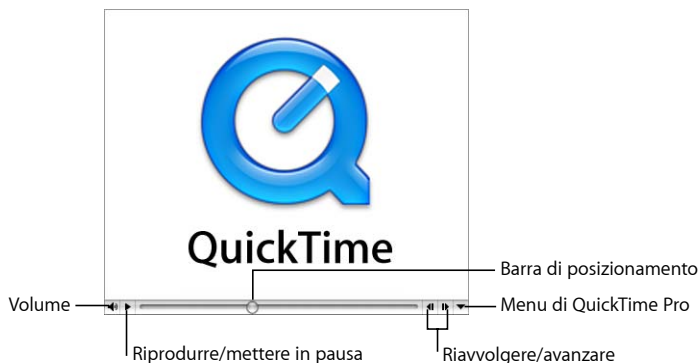 QuickTime
Barra di posizionamento
Volume
Menu di QuickTime Pro
Riprodurre/mettere in pausa
Riavvolgere/avanzare